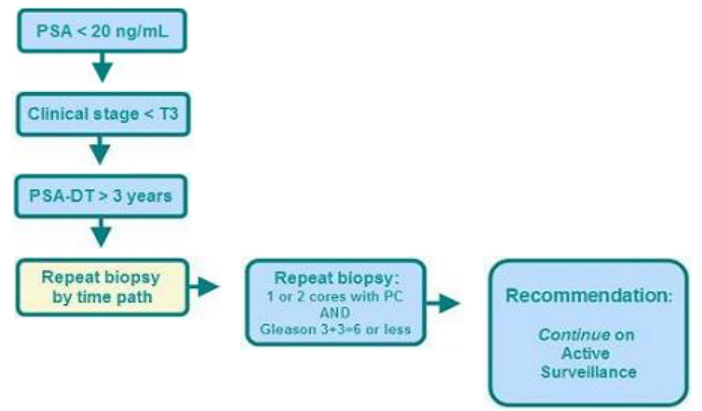 PSA < 20 ng/mL
Clinical stage < T3
PSA-DT > 3 years
Repeat biopsy
by time path
Repeat biopsy:
1 or 2 cores with PC
AND
Gleason 3+3=6 or less
Recommendation:
Continue on
Active
Surveillance